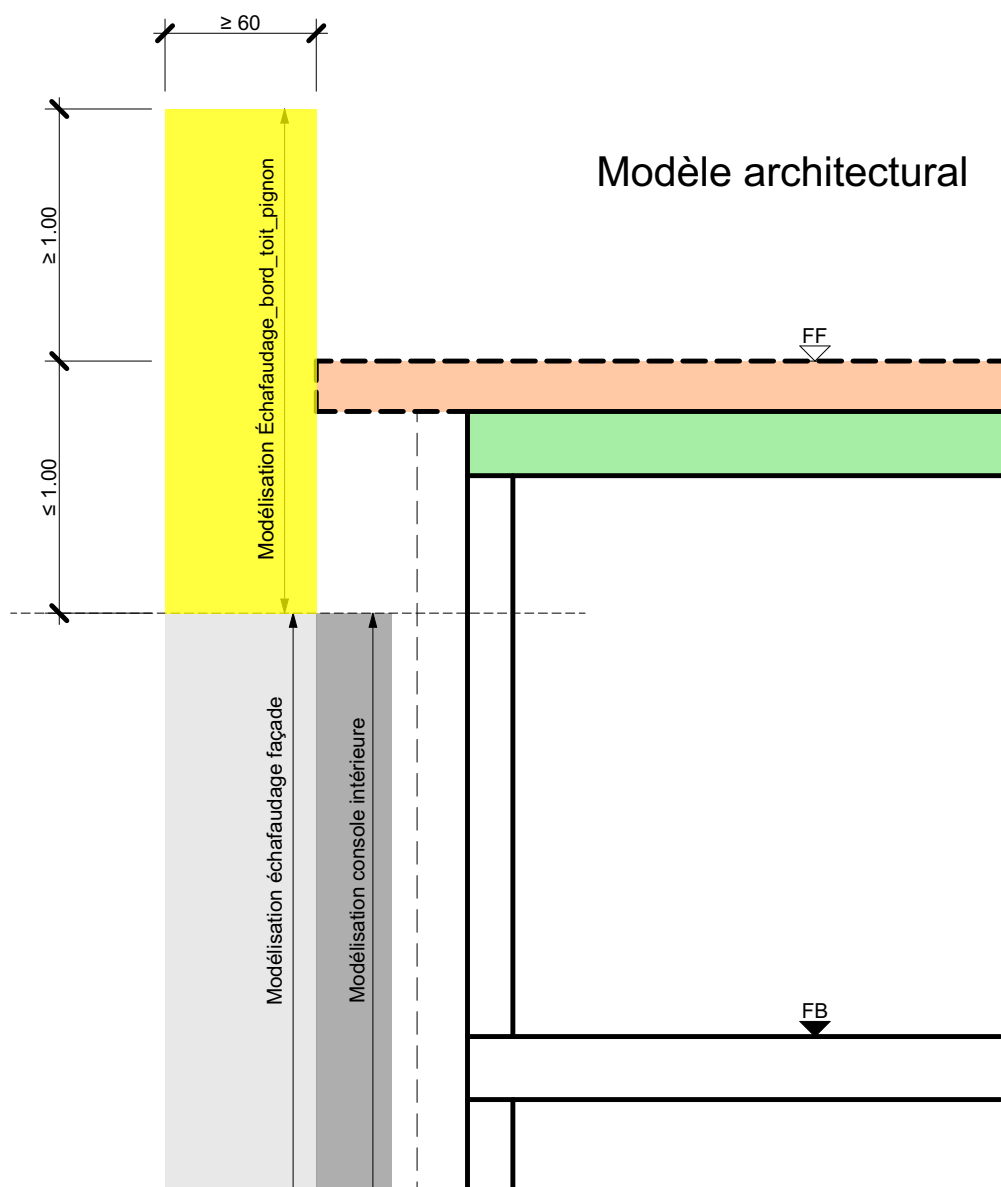 ≥ 60
Modèle architectural
≥ 1.00
Modélisation Échafaudage_bord_toit_pignon
FF
≤ 1.00
Modélisation échafaudage façade
Modélisation console intérieure
FB